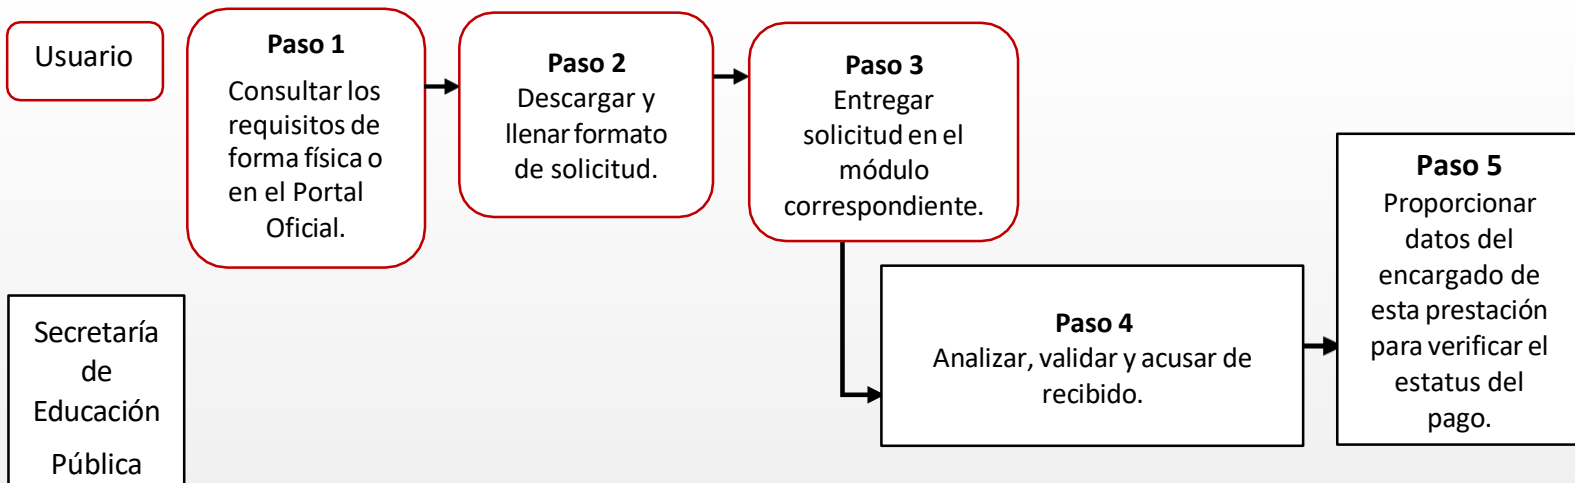 Usuario
Paso 1
Consultar los
requisitos de
forma física o
en el Portal
Oficial.
Paso 2
Descargar y
llenar formato
de solicitud.
Paso 3
Entregar
solicitud en el
módulo
correspondiente.
Secretaría
de
Educación
Pública
Paso 4
Analizar, validar y acusar de
recibido.
Paso 5
Proporcionar
datos del
encargado de
esta prestación
para verificar el
estatus del
pago.